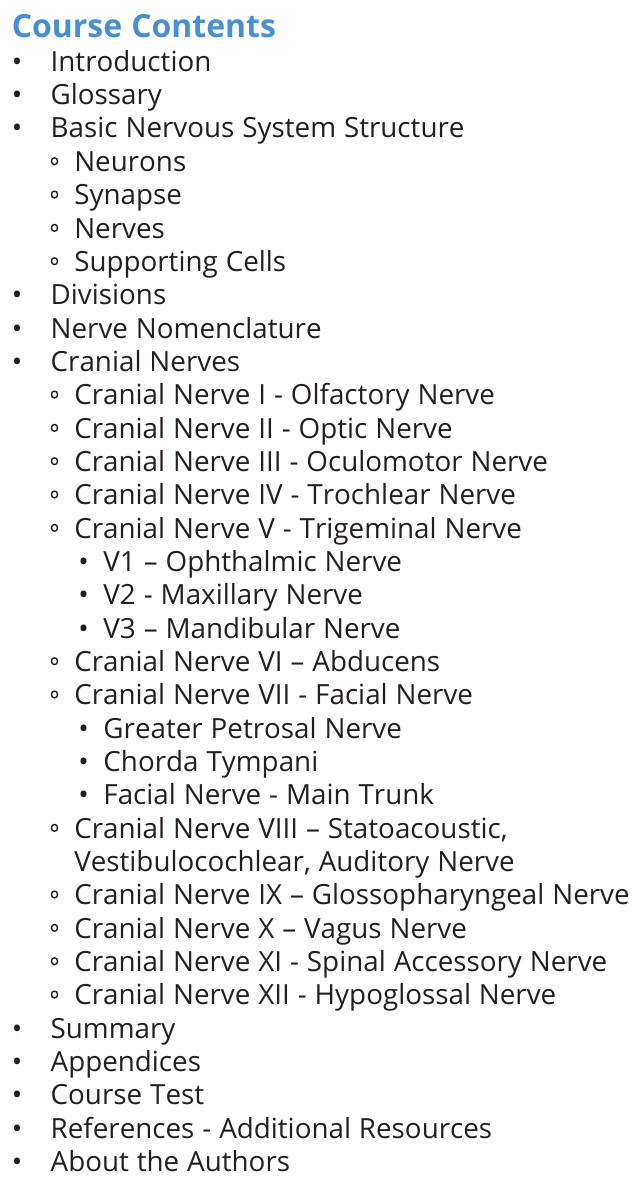 Course Contents
• Introduction
• Glossary
• Basic Nervous System Structure
◦ Neurons
◦ Synapse
◦ Nerves
◦ Supporting Cells
• Divisions
• Nerve Nomenclature
• Cranial Nerves
◦ Cranial Nerve I - Olfactory Nerve
◦ Cranial Nerve II - Optic Nerve
◦ Cranial Nerve III - Oculomotor Nerve
◦ Cranial Nerve IV - Trochlear Nerve
◦ Cranial Nerve V - Trigeminal Nerve
• V1 – Ophthalmic Nerve
• V2 - Maxillary Nerve
• V3 – Mandibular Nerve
◦ Cranial Nerve VI – Abducens
◦ Cranial Nerve VII - Facial Nerve
• Greater Petrosal Nerve
• Chorda Tympani
• Facial Nerve - Main Trunk
◦ Cranial Nerve VIII – Statoacoustic,
Vestibulocochlear, Auditory Nerve
◦ Cranial Nerve IX – Glossopharyngeal Nerve
◦ Cranial Nerve X – Vagus Nerve
◦ Cranial Nerve XI - Spinal Accessory Nerve
◦ Cranial Nerve XII - Hypoglossal Nerve
• Summary
• Appendices
• Course Test
• References - Additional Resources
• About the Authors